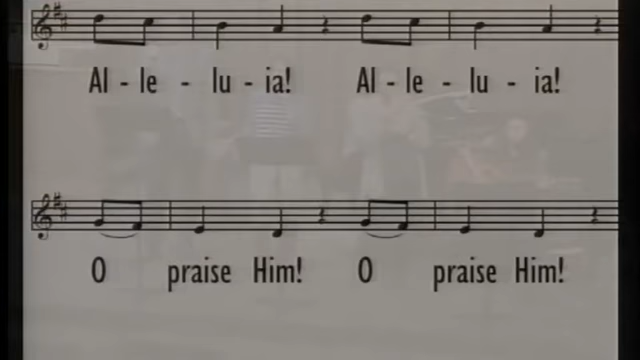 Al - le - lu - ia! Al - le - lu - ia!
O praise Him! O praise Him!